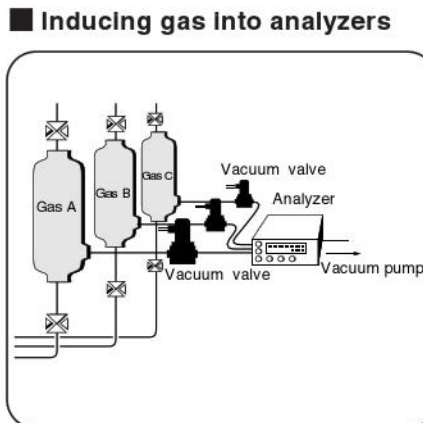 Inducing gas into analyzers
Gas A
Gas B
Gas C
Vacuum valve
Analyzer
Vacuum valve
Vacuum pump